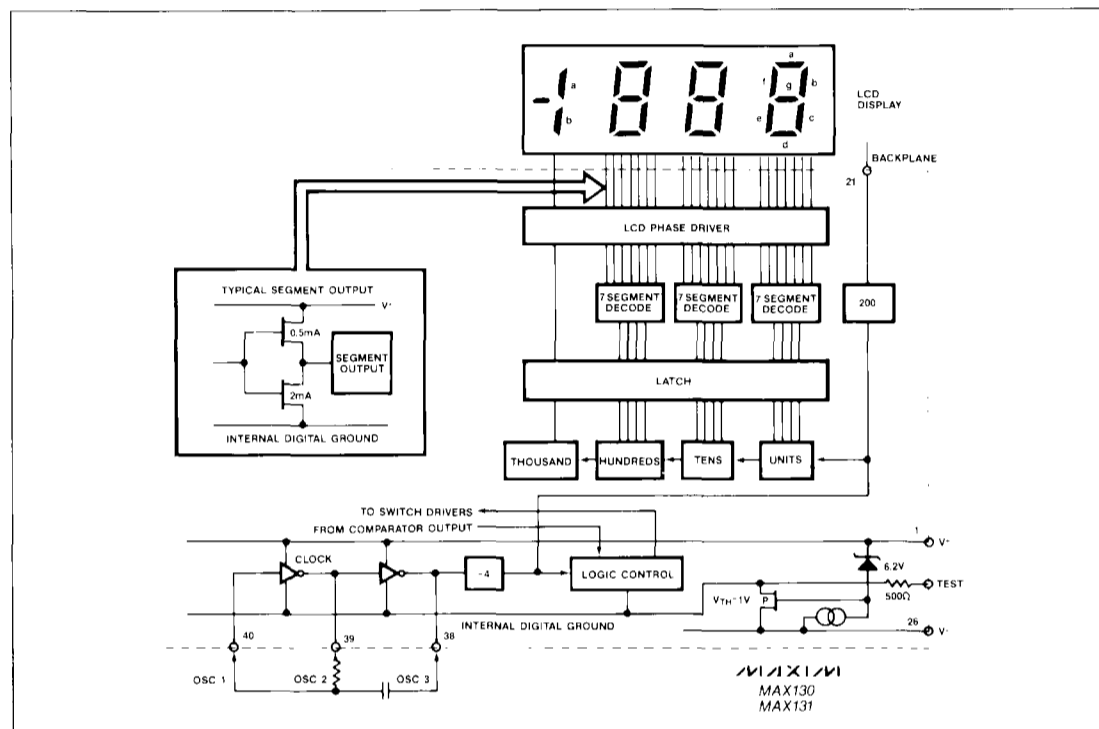 a
f
b
g
e
c
d
a
b
LCD
DISPLAY
BACKPLANE
21
LCD PHASE DRIVER
TYPICAL SEGMENT OUTPUT
V+
0.5mA
SEGMENT
OUTPUT
2mA
INTERNAL DIGITAL GROUND
7 SEGMENT
DECODE
7 SEGMENT
DECODE
7 SEGMENT
DECODE
200
LATCH
THOUSAND
HUNDREDS
TENS
UNITS
TO SWITCH DRIVERS
FROM COMPARATOR OUTPUT
CLOCK
-4
LOGIC CONTROL
1
V+
6.2V
TEST
500Ω
VTH-1V
P
INTERNAL DIGITAL GROUND
26
V-
40
39
38
OSC 1
OSC 2
OSC 3
MAXIM
MAX130
MAX131